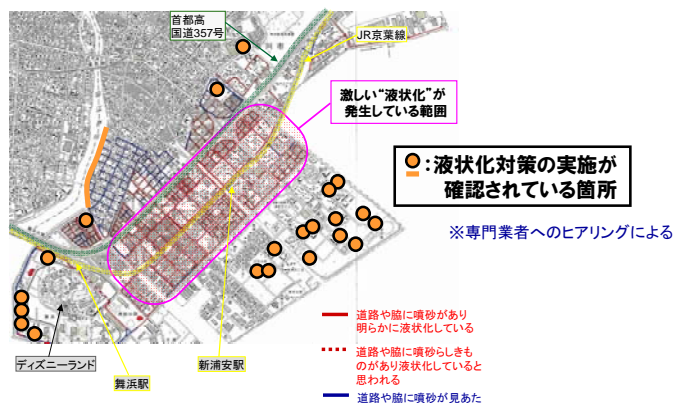 首都高
国道357号
JR京葉線
激しい“液状化”が
発生している範囲
:液状化対策の実施が
確認されている箇所
※専門業者へのヒアリングによる
道路や脇に噴砂があり
明らかに液状化している
道路や脇に噴砂らしきも
のがあり液状化していると
思われる
道路や脇に噴砂が見あた
ディズニーランド
舞浜駅
新浦安駅